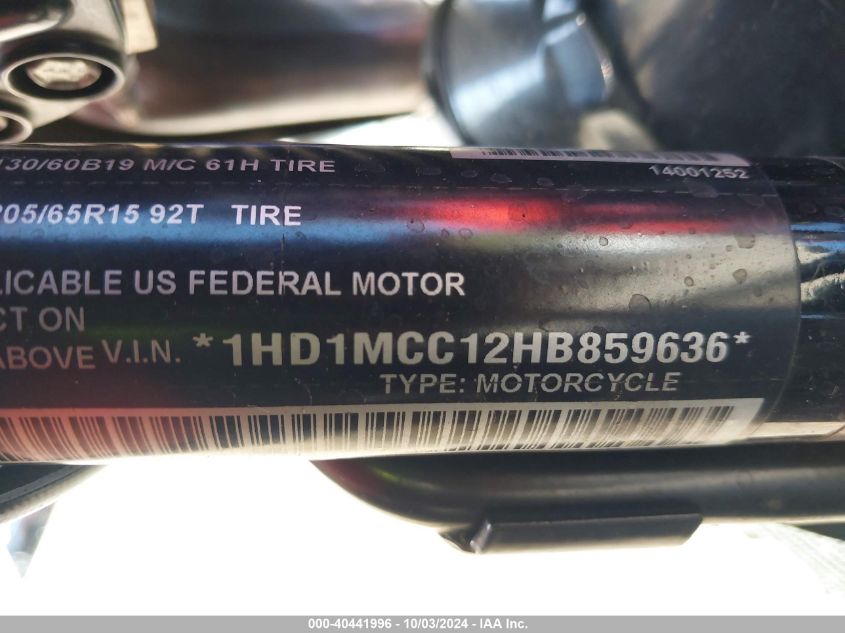 130/60B19 M/C 61H TIRE
14001252
205/65R15 92T TIRE
LICABLE US FEDERAL MOTOR
CT ON
ABOVE V.I.N. *1HD1MCC12HB859636*
TYPE: MOTORCYCLE
000-40441996 - 10/03/2024 - IAA Inc.